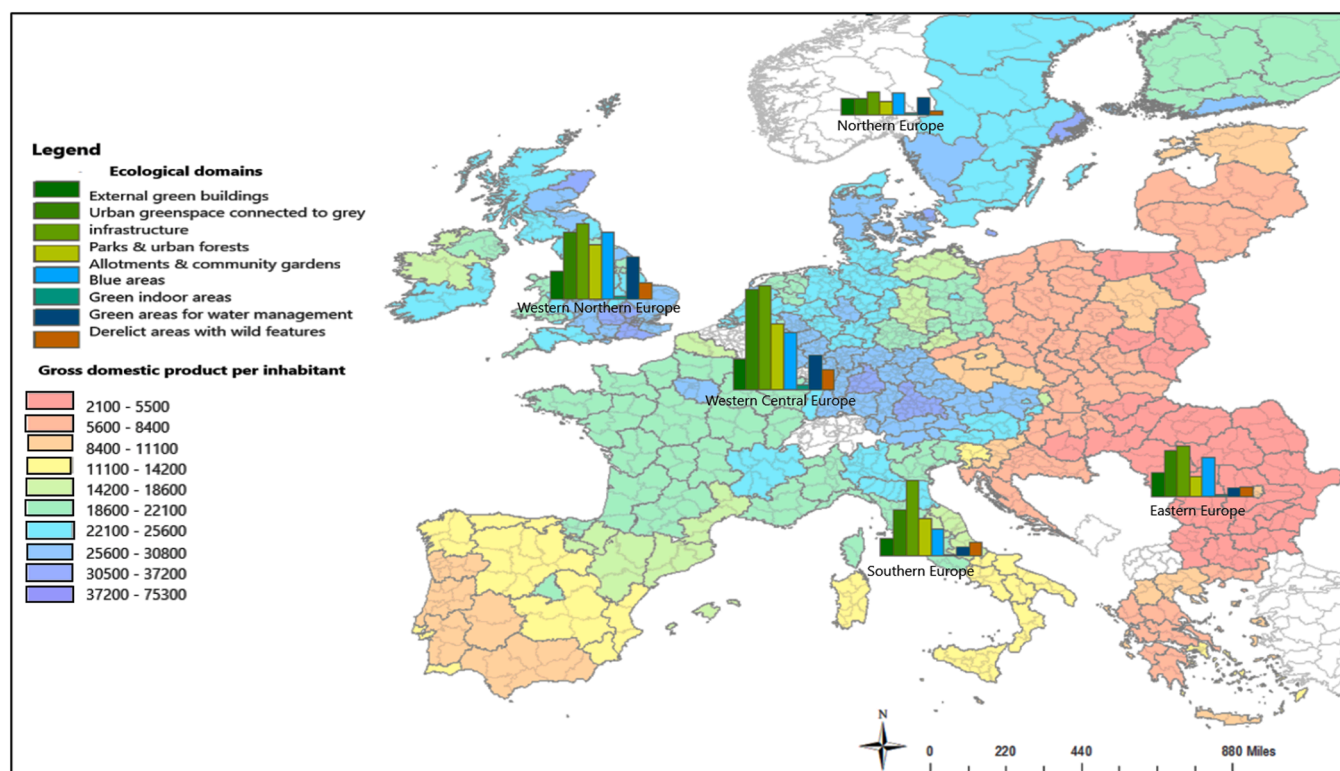 Legend
Ecological domains
External green buildings
Urban greenspace connected to grey
infrastructure
Parks & urban forests
Allotments & community gardens
Blue areas
Green indoor areas
Green areas for water management
Derelict areas with wild features
Gross domestic product per inhabitant
2100 - 5500
5600 - 8400
8400 - 11100
11100 - 14200
14200 - 18600
18600 - 22100
22100 - 25600
25600 - 30800
30500 - 37200
37200 - 75300
Northern Europe
Western Northern Europe
Western Central Europe
Eastern Europe
Southern Europe
N
0 220 440 880 Miles